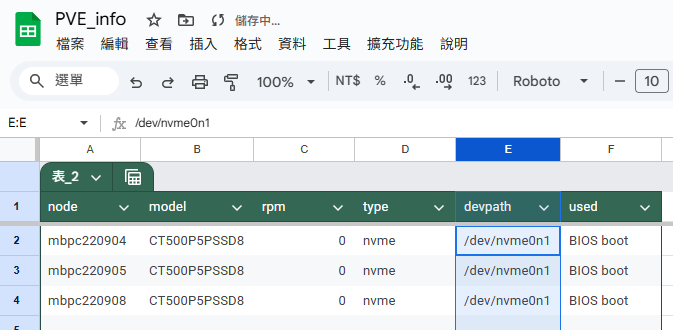 PVE_info 儲存中...
檔案 編輯 查看 插入 格式 資料 工具 擴充功能 說明
選單 100% NT$ % .0 .00 123 Roboto 10
E:E fx /dev/nvme0n1
A B C D E F
表_2
1 node model rpm type devpath used
2 mbpc220904 CT500P5PSSD8 0 nvme /dev/nvme0n1 BIOS boot
3 mbpc220905 CT500P5PSSD8 0 nvme /dev/nvme0n1 BIOS boot
4 mbpc220908 CT500P5PSSD8 0 nvme /dev/nvme0n1 BIOS boot